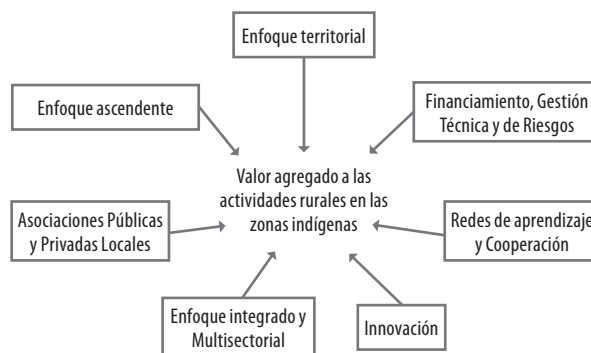 Enfoque territorial
Enfoque ascendente
Financiamiento, Gestión
Técnica y de Riesgos
Valor agregado a las
actividades rurales en las
zonas indígenas
Asociaciones Públicas
y Privadas Locales
Redes de aprendizaje
y Cooperación
Enfoque integrado y
Multisectorial
Innovación